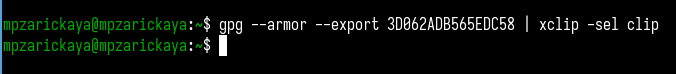 mpzarickaya@mpzarickaya:~$ gpg --armor --export 3D062ADB565EDC58 | xclip -sel clip
mpzarickaya@mpzarickaya:~$